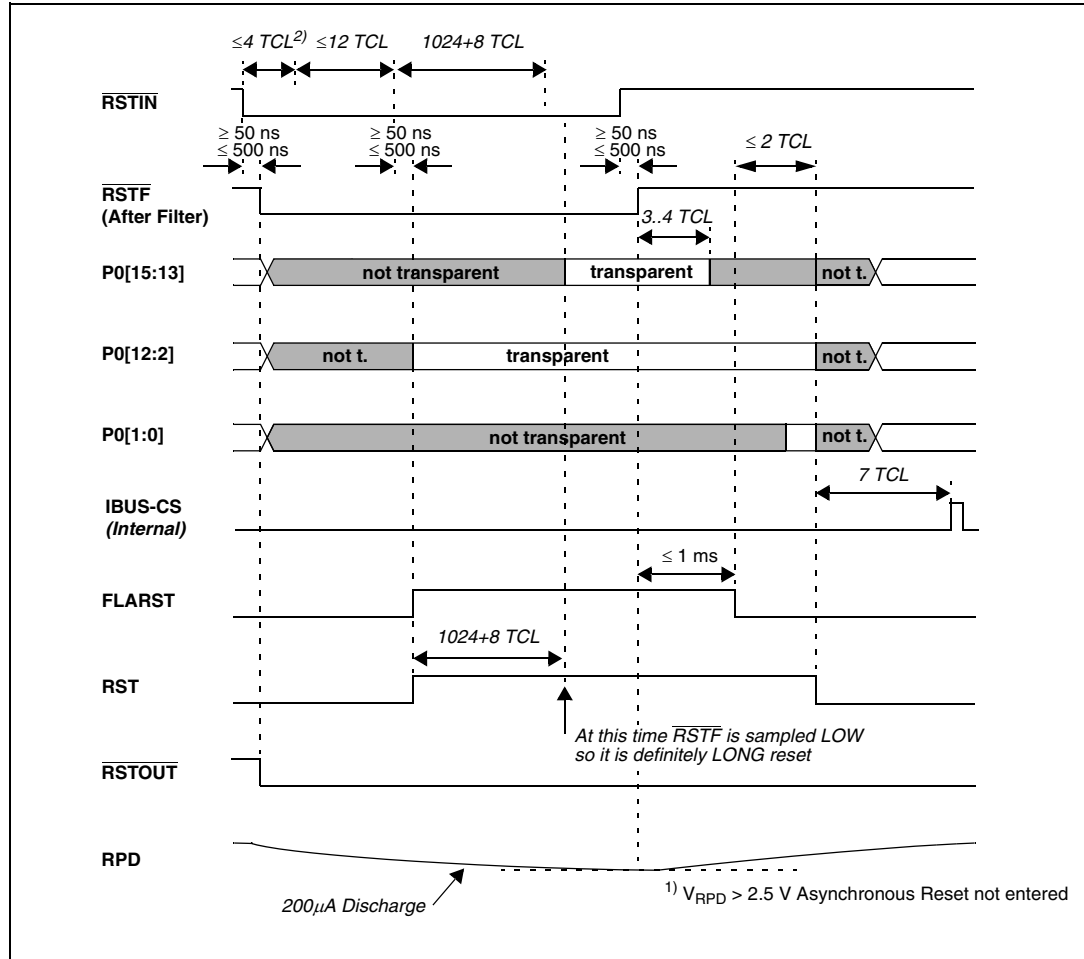 ≤4 TCL2) ≤12 TCL 1024+8 TCL
RSTIN
≥ 50 ns ≥ 50 ns ≥ 50 ns
≤ 500 ns ≤ 500 ns ≤ 500 ns
≤ 2 TCL
RSTF
(After Filter)
3..4 TCL
P0[15:13] not transparent transparent not t.
P0[12:2] not t. transparent not t.
P0[1:0] not transparent not t.
7 TCL
IBUS-CS
(Internal)
≤ 1 ms
FLARST
1024+8 TCL
RST
At this time RSTF is sampled LOW
so it is definitely LONG reset
RSTOUT
RPD
200μA Discharge
1) VRPD > 2.5 V Asynchronous Reset not entered